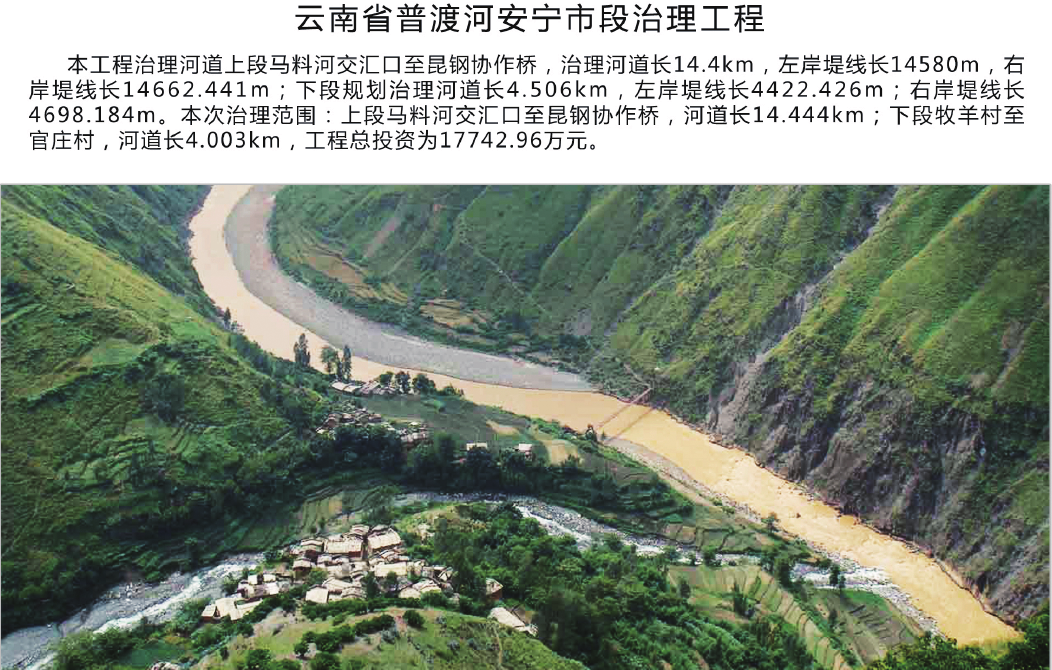 云南省普渡河安宁市段治理工程
本工程治理河道上段马料河交汇口至昆钢协作桥，治理河道长14.4km，左岸堤线长14580m，右
岸堤线长14662.441m；下段规划治理河道长4.506km，左岸堤线长4422.426m；右岸堤线长
4698.184m。本次治理范围：上段马料河交汇口至昆钢协作桥，河道长14.444km；下段牧羊村至
官庄村，河道长4.003km，工程总投资为17742.96万元。